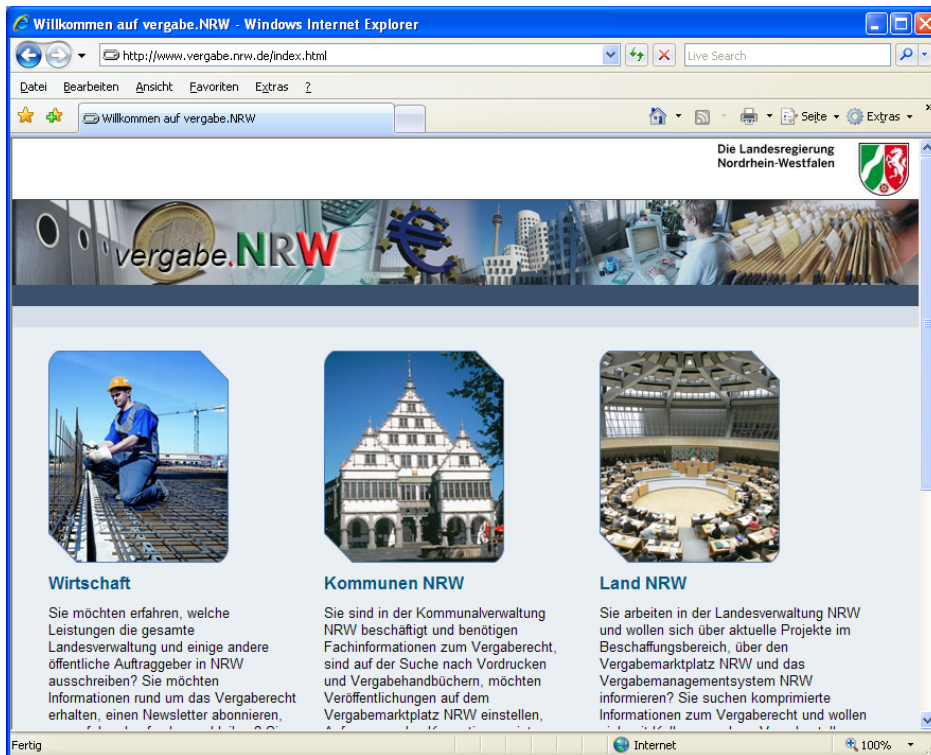 Willkommen auf vergabe.NRW - Windows Internet Explorer
http://www.vergabe.nrw.de/index.html
Live Search
Datei Bearbeiten Ansicht Favoriten Extras ?
Willkommen auf vergabe.NRW
Seite
Extras
Die Landesregierung
Nordrhein-Westfalen
vergabe.NRW
Wirtschaft
Sie möchten erfahren, welche
Leistungen die gesamte
Landesverwaltung und einige andere
öffentliche Auftraggeber in NRW
ausschreiben? Sie möchten
Informationen rund um das Vergaberecht
erhalten, einen Newsletter abonnieren,
Kommunen NRW
Sie sind in der Kommunalverwaltung
NRW beschäftigt und benötigen
Fachinformationen zum Vergaberecht,
sind auf der Suche nach Vordrucken
und Vergabehandbüchern, möchten
Veröffentlichungen auf dem
Vergabemarktplatz NRW einstellen,
Land NRW
Sie arbeiten in der Landesverwaltung NRW
und wollen sich über aktuelle Projekte im
Beschaffungsbereich, über den
Vergabemarktplatz NRW und das
Vergabemanagementsystem NRW
informieren? Sie suchen komprimierte
Informationen zum Vergaberecht und wollen
Fertig
Internet
100%